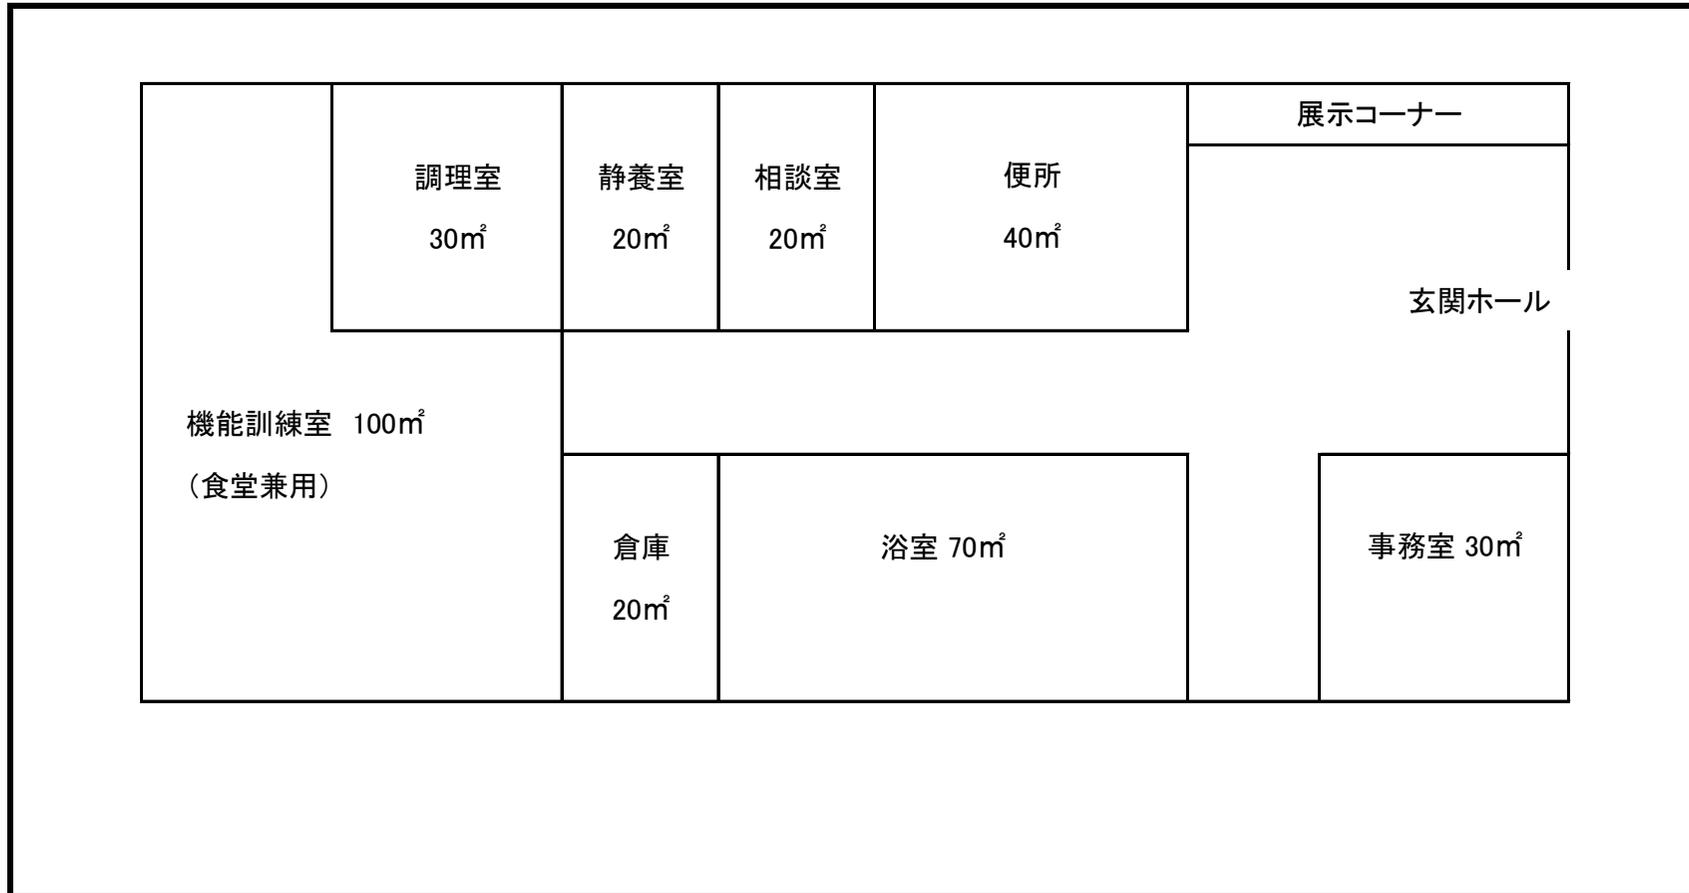 展示コーナー
調理室
30㎡
静養室
20㎡
相談室
20㎡
便所
40㎡
玄関ホール
機能訓練室　100㎡
（食堂兼用）
倉庫
20㎡
浴室 70㎡
事務室 30㎡